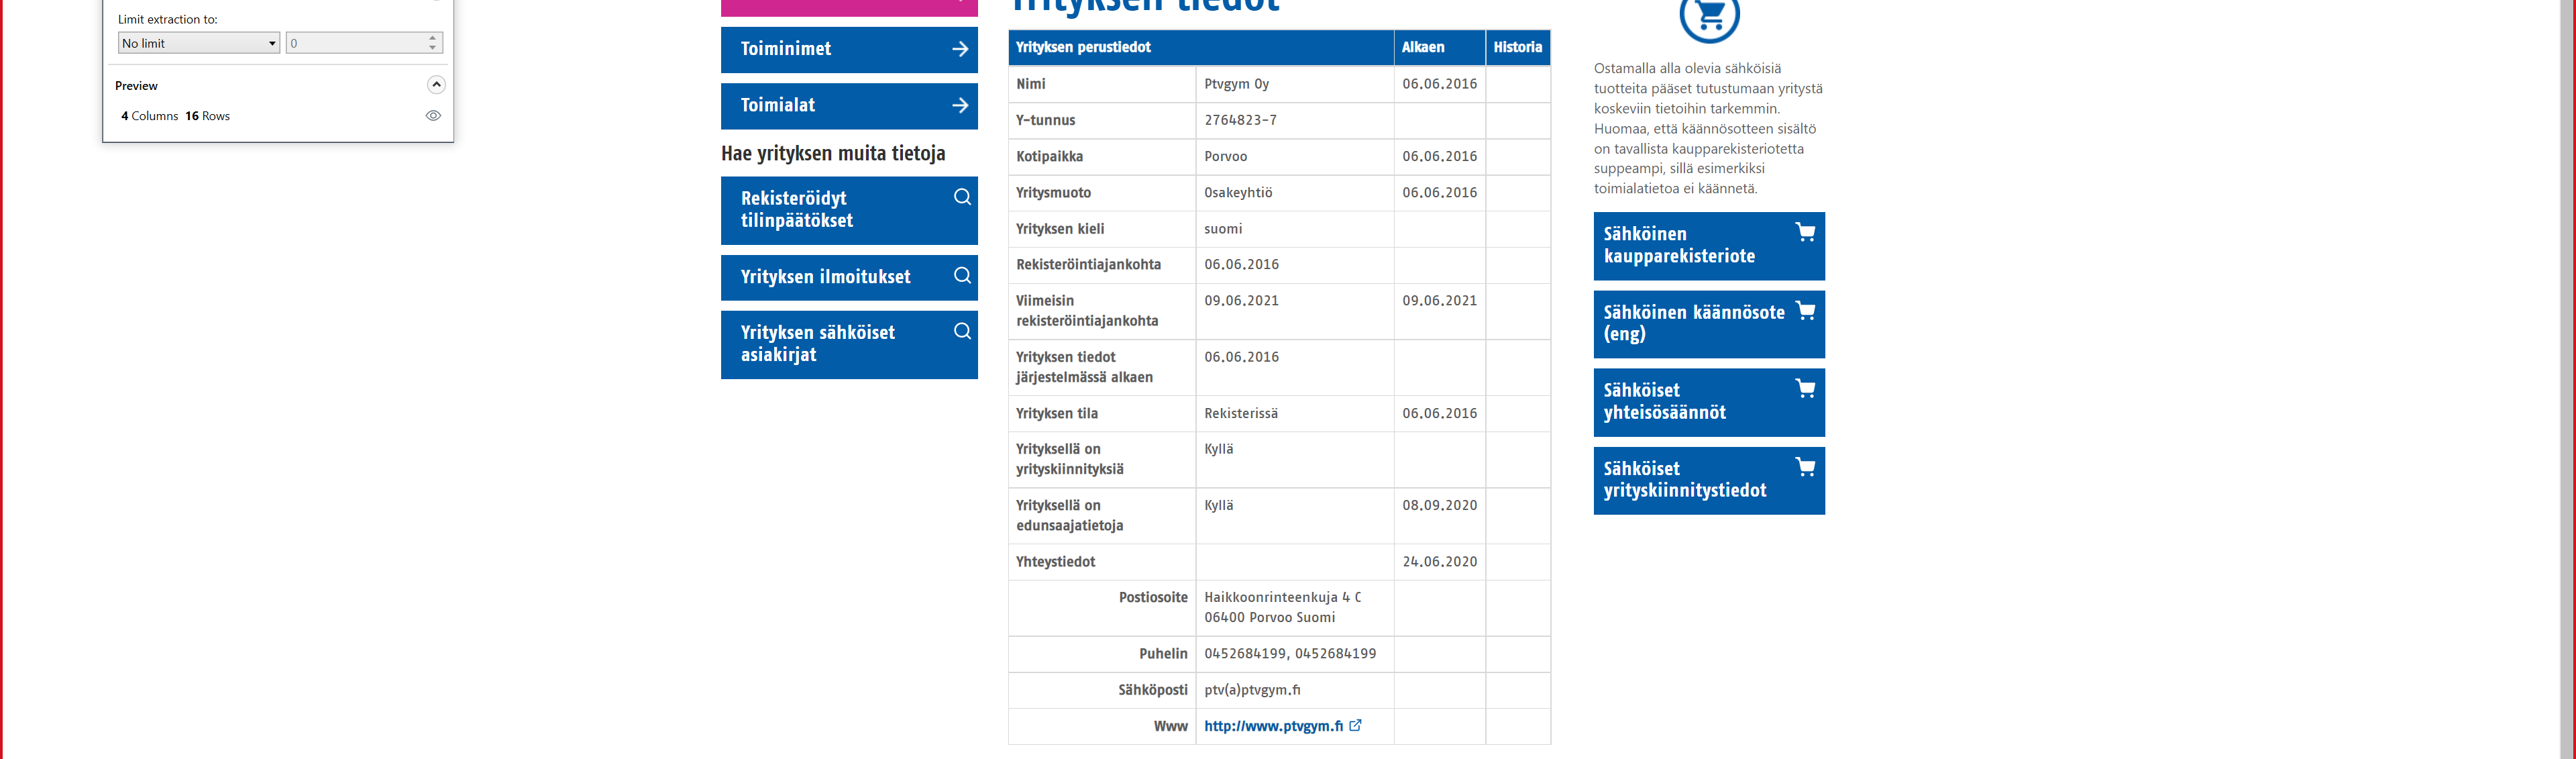 Limit extraction to:
No limit 0
Preview
4 Columns 16 Rows
Toiminimet
Toimialat
Hae yrityksen muita tietoja
Rekisteröidyt
tilinpäätökset
Yrityksen ilmoitukset
Yrityksen sähköiset
asiakirjat
Yrityksen tiedot
Yrityksen perustiedot Alkaen Historia
Nimi Ptvgym Oy 06.06.2016
Y-tunnus 2764823-7
Kotipaikka Porvoo 06.06.2016
Yritysmuoto Osakeyhtiö 06.06.2016
Yrityksen kieli suomi
Rekisteröintiajankohta 06.06.2016
Viimeisin
rekisteröintiajankohta 09.06.2021 09.06.2021
Yrityksen tiedot
järjestelmässä alkaen 06.06.2016
Yrityksen tila Rekisterissä 06.06.2016
Yrityksellä on
yrityskiinnityksiä Kyllä
Yrityksellä on
edunsaajatietoja Kyllä 08.09.2020
Yhteystiedot 24.06.2020
Postiosoite Haikkoonrinteenkuja 4 C
06400 Porvoo Suomi
Puhelin 0452684199, 0452684199
Sähköposti ptv(a)ptvgym.fi
Www http://www.ptvgym.fi
Ostamalla alla olevia sähköisiä
tuotteita pääset tutustumaan yritystä
koskeviin tietoihin tarkemmin.
Huomaa, että käännösotteen sisältö
on tavallista kaupparekisteriotetta
suppeampi, sillä esimerkiksi
toimialatietoa ei käännetä.
Sähköinen
kaupparekisteriote
Sähköinen käännösote
(eng)
Sähköiset
yhteisösäännöt
Sähköiset
yrityskiinnitystiedot